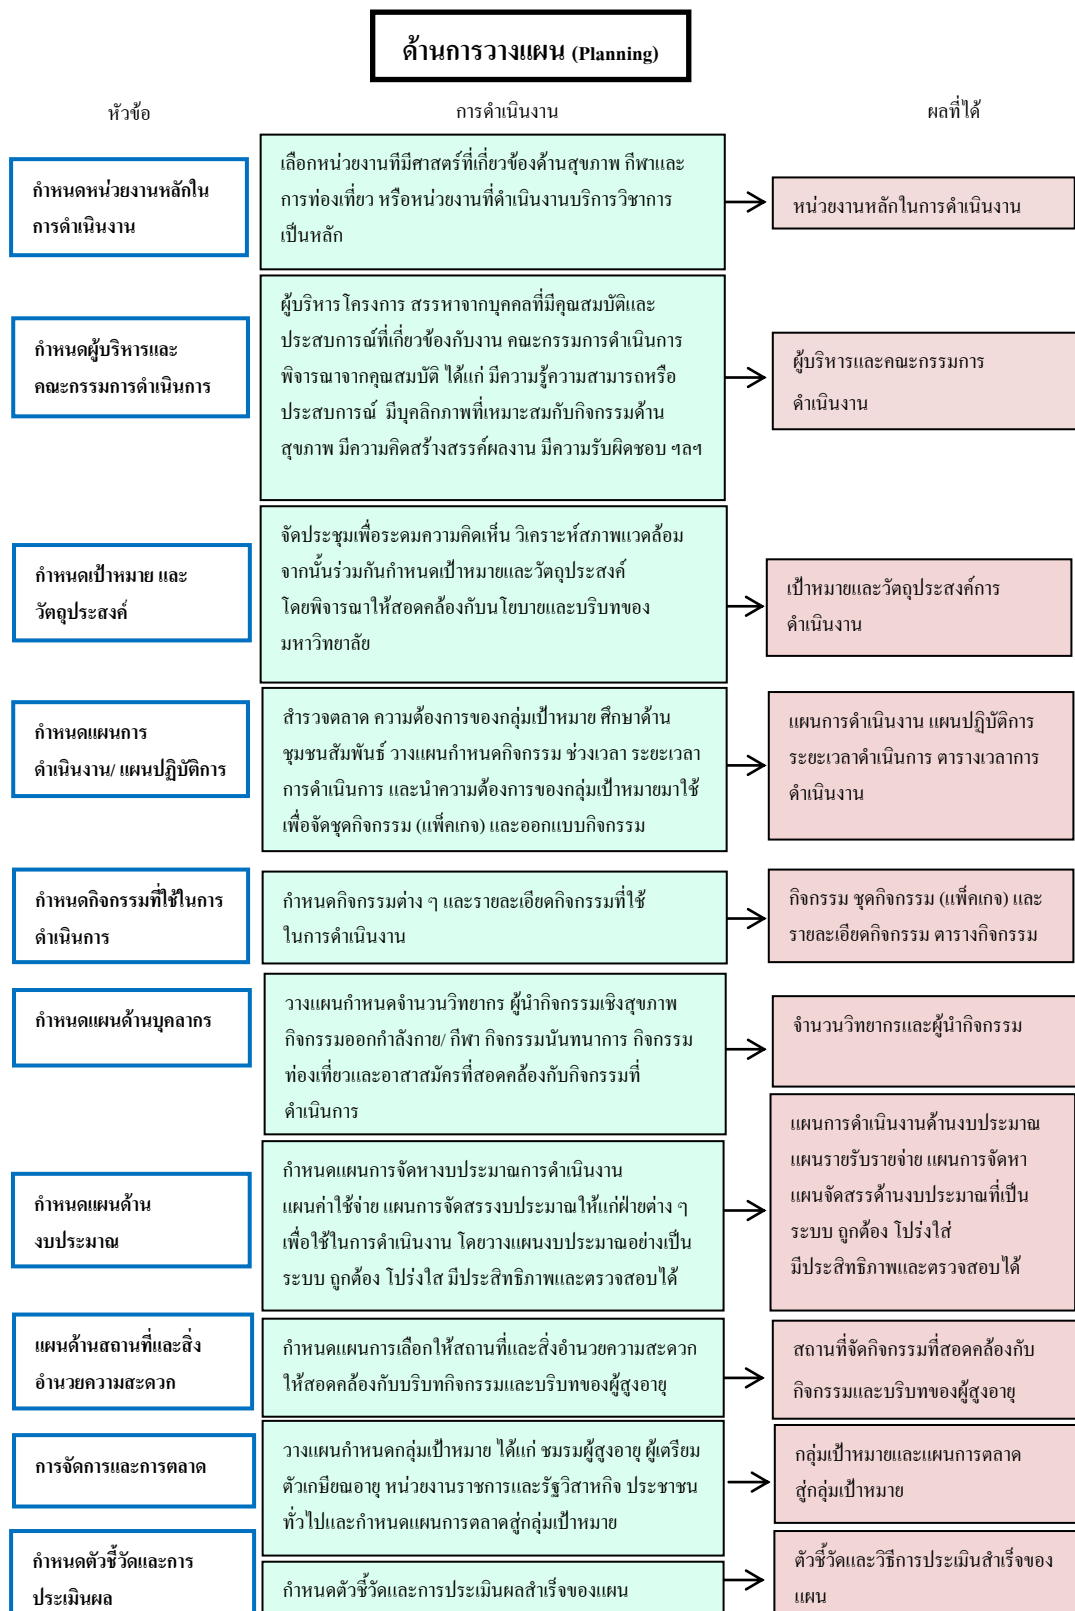 ด้านการวางแผน (Planning)
หัวข้อ
การดำเนินงาน
ผลที่ได้
กำหนดหน่วยงานหลักใน
การดำเนินงาน
เลือกหน่วยงานทีมีศาสตร์ที่เกี่ยวข้องด้านสุขภาพ กีฬาและ
การท่องเที่ยว หรือหน่วยงานที่ดำเนินงานบริการวิชาการ
เป็นหลัก
หน่วยงานหลักในการดำเนินงาน
กำหนดผู้บริหารและ
คณะกรรมการดำเนินการ
ผู้บริหารโครงการ สรรหาจากบุคคลที่มีคุณสมบัติและ
ประสบการณ์ที่เกี่ยวข้องกับงาน คณะกรรมการดำเนินการ
พิจารณาจากคุณสมบัติ ได้แก่ มีความรู้ความสามารถหรือ
ประสบการณ์ มีบุคลิกภาพที่เหมาะสมกับกิจกรรมด้าน
สุขภาพ มีความคิดสร้างสรรค์ผลงาน มีความรับผิดชอบ ฯลฯ
ผู้บริหารและคณะกรรมการ
ดำเนินงาน
กำหนดเป้าหมาย และ
วัตถุประสงค์
จัดประชุมเพื่อระดมความคิดเห็น วิเคราะห์สภาพแวดล้อม
จากนั้นร่วมกันกำหนดเป้าหมายและวัตถุประสงค์
โดยพิจารณาให้สอดคล้องกับนโยบายและบริบทของ
มหาวิทยาลัย
เป้าหมายและวัตถุประสงค์การ
ดำเนินงาน
กำหนดแผนการ
ดำเนินงาน/ แผนปฏิบัติการ
สำรวจตลาด ความต้องการของกลุ่มเป้าหมาย ศึกษาด้าน
ชุมชนสัมพันธ์ วางแผนกำหนดกิจกรรม ช่วงเวลา ระยะเวลา
การดำเนินการ และนำความต้องการของกลุ่มเป้าหมายมาใช้
เพื่อจัดชุดกิจกรรม (แพ็คเกจ) และออกแบบกิจกรรม
แผนการดำเนินงาน แผนปฏิบัติการ
ระยะเวลาดำเนินการ ตารางเวลาการ
ดำเนินงาน
กำหนดกิจกรรมที่ใช้ในการ
ดำเนินการ
กำหนดกิจกรรมต่าง ๆ และรายละเอียดกิจกรรมที่ใช้
ในการดำเนินงาน
กิจกรรม ชุดกิจกรรม (แพ็คเกจ) และ
รายละเอียดกิจกรรม ตารางกิจกรรม
กำหนดแผนด้านบุคลากร
วางแผนกำหนดจำนวนวิทยากร ผู้นำกิจกรรมเชิงสุขภาพ
กิจกรรมออกกำลังกาย/ กีฬา กิจกรรมนันทนาการ กิจกรรม
ท่องเที่ยวและอาสาสมัครที่สอดคล้องกับกิจกรรมที่
ดำเนินการ
จำนวนวิทยากรและผู้นำกิจกรรม
กำหนดแผนด้าน
งบประมาณ
กำหนดแผนการจัดหางบประมาณการดำเนินงาน
แผนค่าใช้จ่าย แผนการจัดสรรงบประมาณให้แก่ฝ่ายต่าง ๆ
เพื่อใช้ในการดำเนินงาน โดยวางแผนงบประมาณอย่างเป็น
ระบบ ถูกต้อง โปร่งใส มีประสิทธิภาพและตรวจสอบได้
แผนการดำเนินงานด้านงบประมาณ
แผนรายรับรายจ่าย แผนการจัดหา
แผนจัดสรรด้านงบประมาณที่เป็น
ระบบ ถูกต้อง โปร่งใส่
มีประสิทธิภาพและตรวจสอบได้
แผนด้านสถานที่และสิ่ง
อำนวยความสะดวก
กำหนดแผนการเลือกให้สถานที่และสิ่งอำนวยความสะดวก
ให้สอดคล้องกับบริบทกิจกรรมและบริบทของผู้สูงอายุ
สถานที่จัดกิจกรรมที่สอดคล้องกับ
กิจกรรมและบริบทของผู้สูงอายุ
การจัดการและการตลาด
วางแผนกำหนดกลุ่มเป้าหมาย ได้แก่ ชมรมผู้สูงอายุ ผู้เตรียม
ตัวเกษียณอายุ หน่วยงานราชการและรัฐวิสาหกิจ ประชาชน
ทั่วไปและกำหนดแผนการตลาดสู่กลุ่มเป้าหมาย
กลุ่มเป้าหมายและแผนการตลาด
สู่กลุ่มเป้าหมาย
กำหนดตัวชี้วัดและการ
ประเมินผล
กำหนดตัวชี้วัดและการประเมินผลสำเร็จของแผน
ตัวชี้วัดและวิธีการประเมินสำเร็จของ
แผน